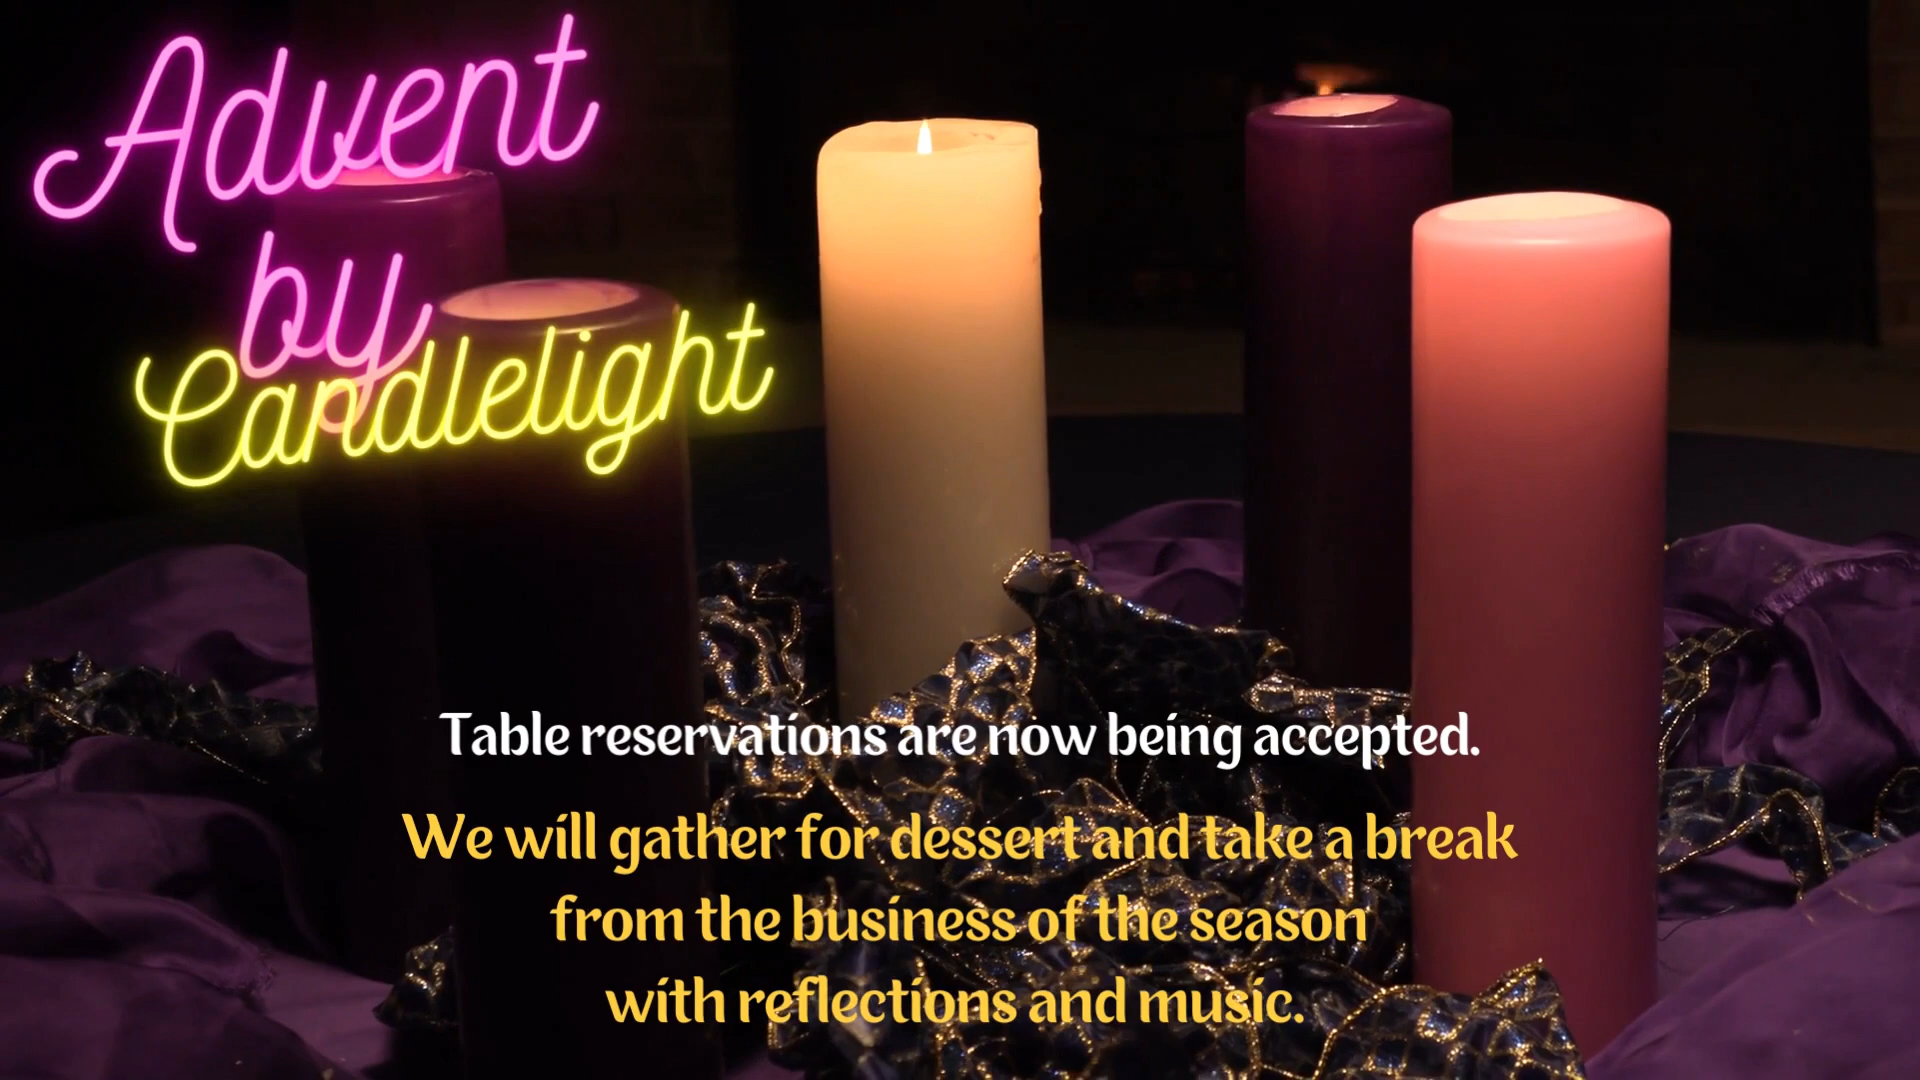 Advent
by
Candlelight
Table reservations are now being accepted.
We will gather for dessert and take a break
from the business of the season
with reflections and music.